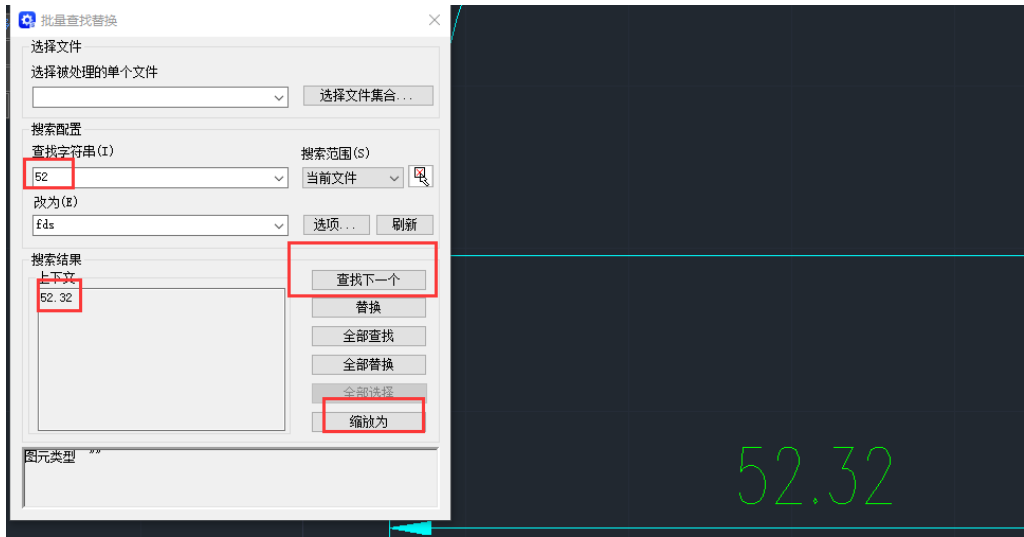 批量查找替换
选择文件
选择被处理的单个文件
选择文件集合...
搜索配置
查找字符串(I)
搜索范围(S)
52
当前文件
改为(E)
fds
选项...
刷新
搜索结果
上下文
查找下一个
52.32
替换
全部查找
全部替换
全部选择
缩放为
图元类型 ""
52.32